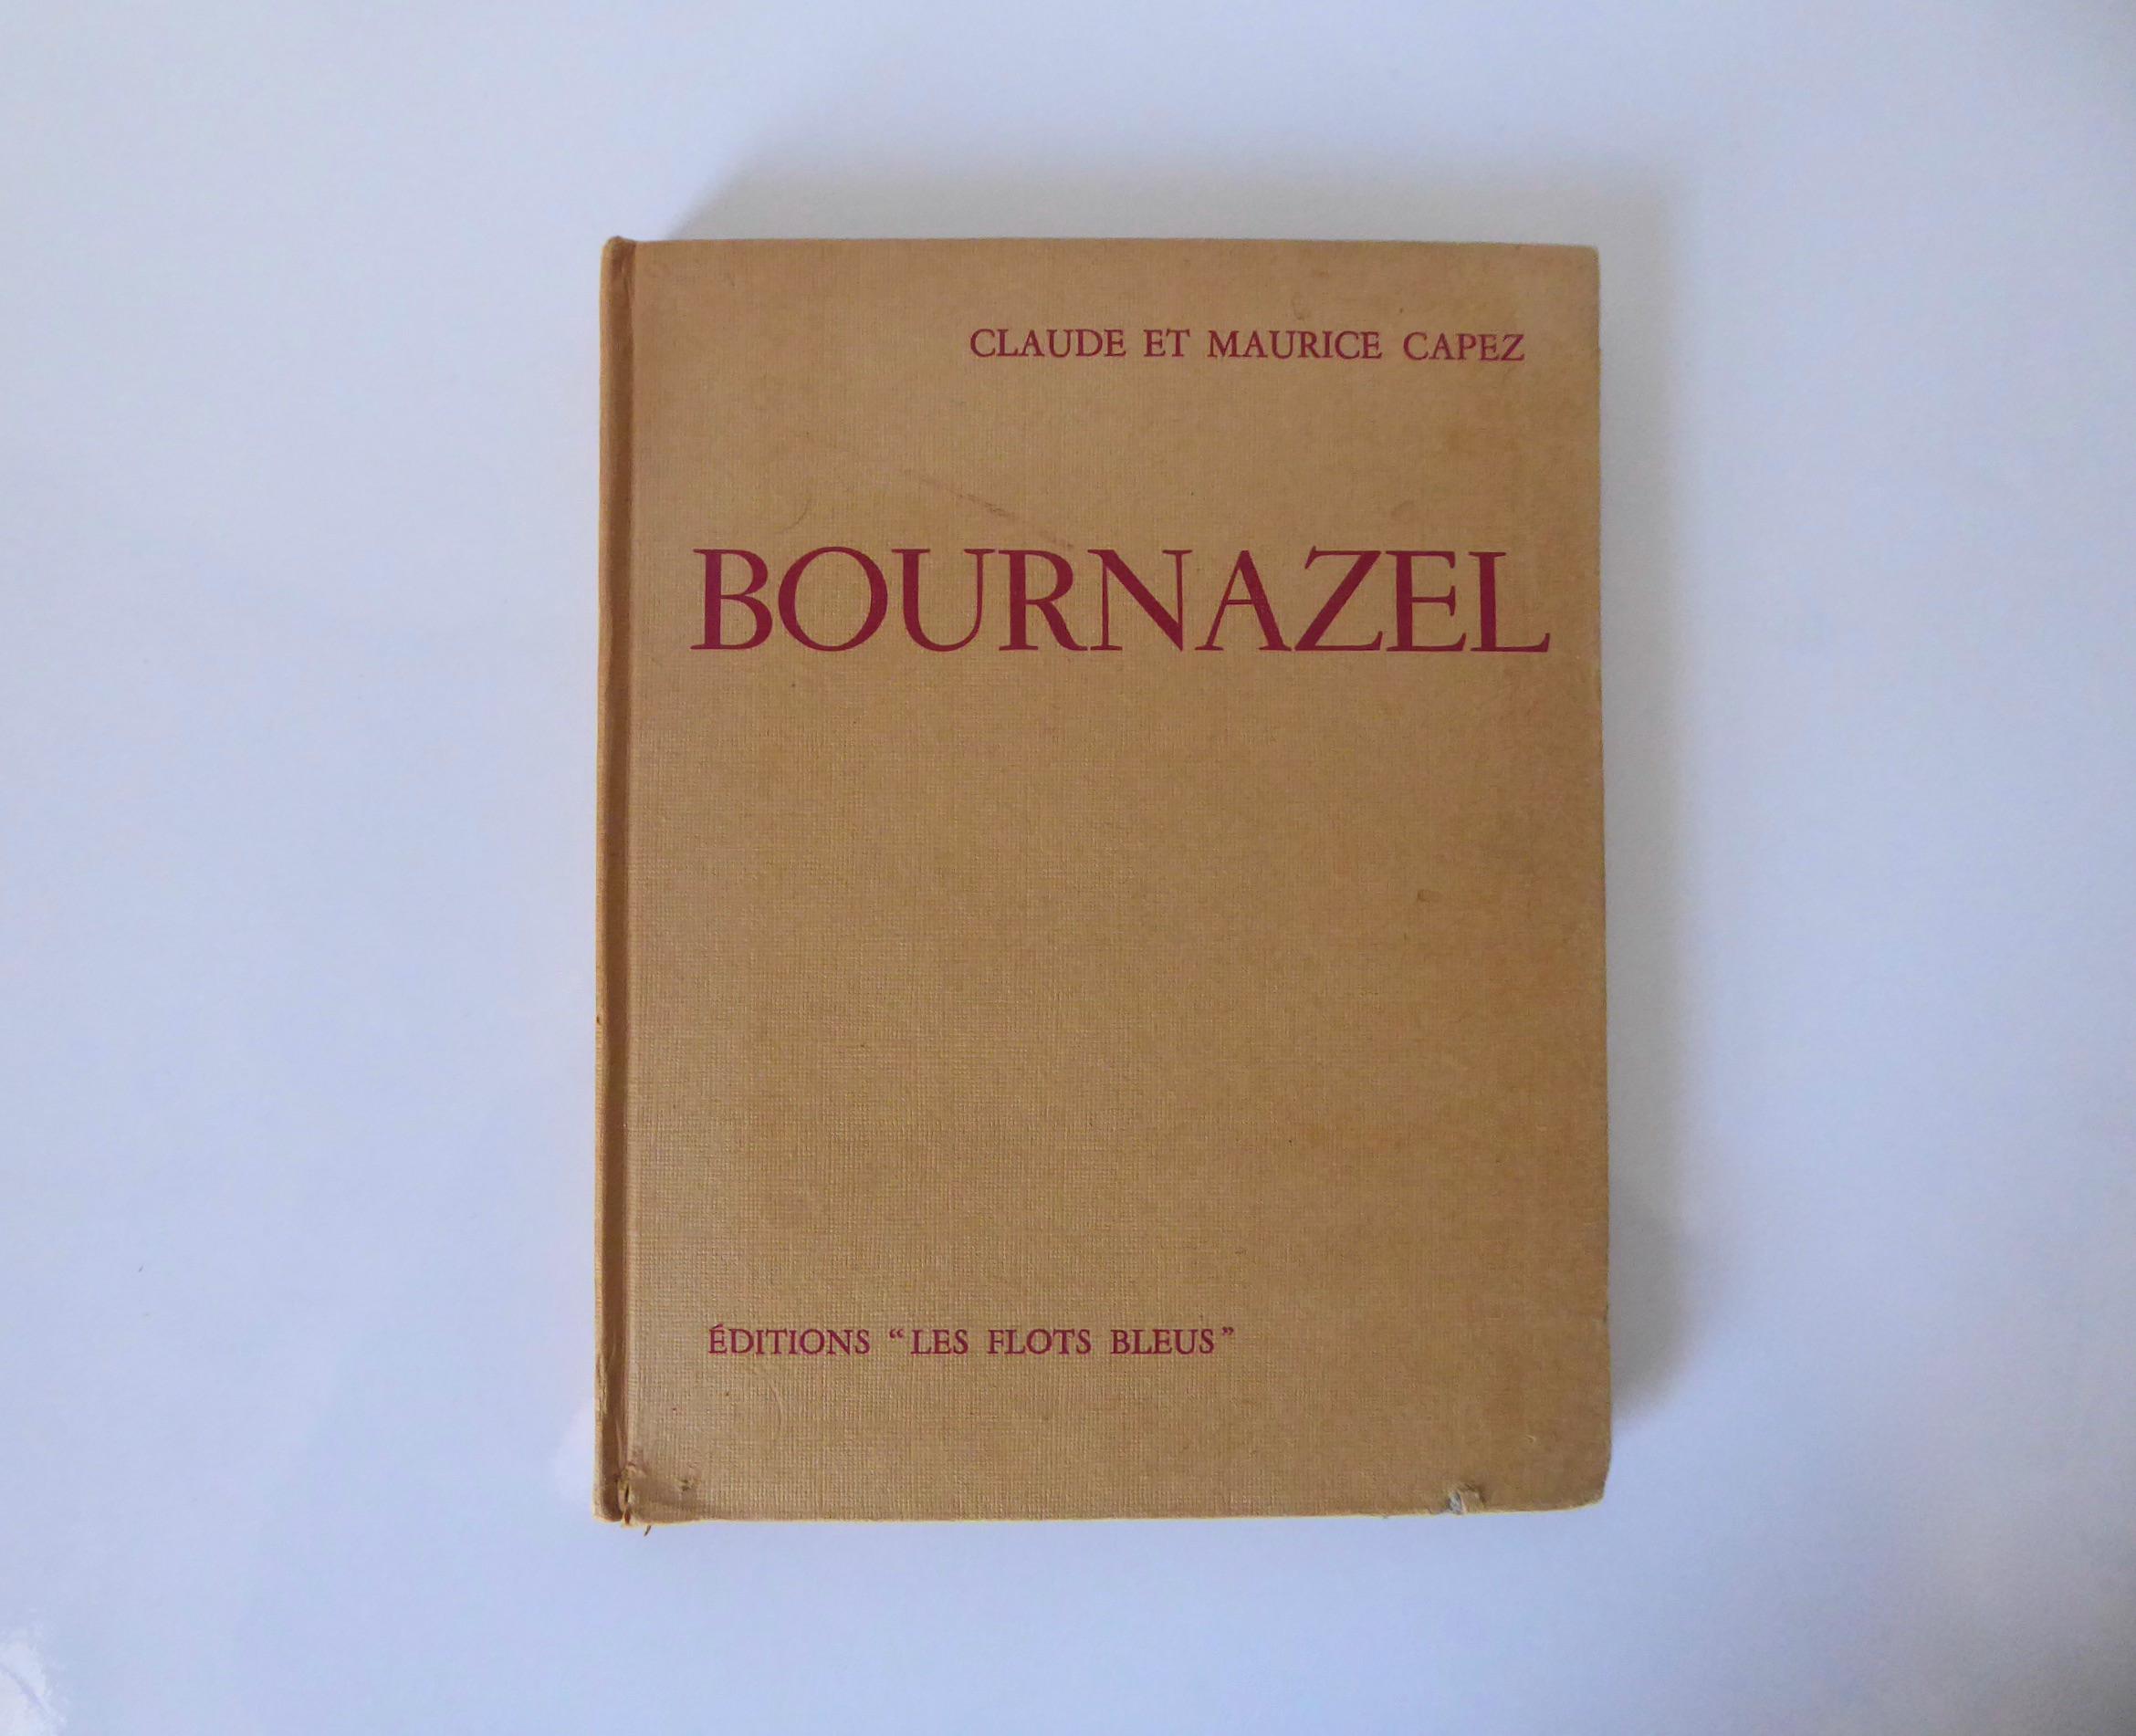 CLAUDE ET MAURICE CAPEZ
BOURNAZEL
ÉDITIONS “LES FLOTS BLEUS”